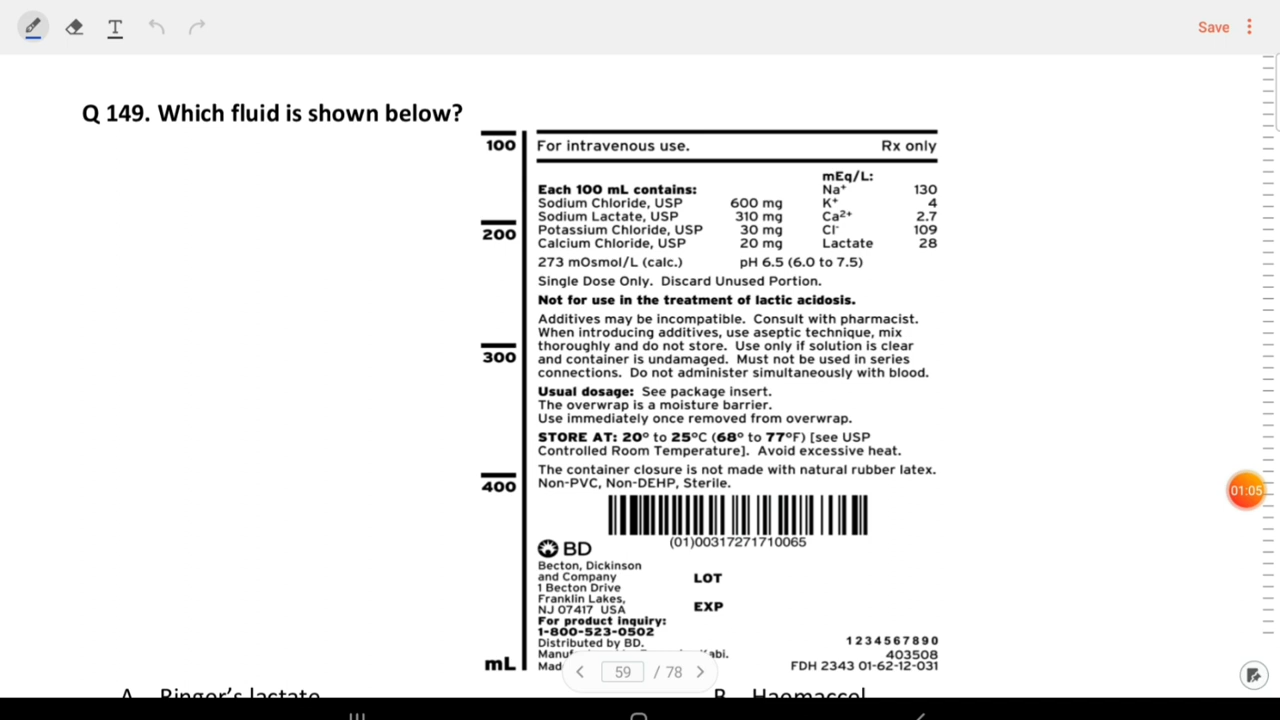 T
Save
Q 149. Which fluid is shown below?
100
For intravenous use. Rx only
mEq/L:
Each 100 mL contains: Na⁺ 130
Sodium Chloride, USP 600 mg K⁺ 4
Sodium Lactate, USP 310 mg Ca²⁺ 2.7
200
Potassium Chloride, USP 30 mg Cl⁻ 109
Calcium Chloride, USP 20 mg Lactate 28
273 mOsmol/L (calc.) pH 6.5 (6.0 to 7.5)
Single Dose Only. Discard Unused Portion.
Not for use in the treatment of lactic acidosis.
Additives may be incompatible. Consult with pharmacist.
When introducing additives, use aseptic technique, mix
thoroughly and do not store. Use only if solution is clear
300
and container is undamaged. Must not be used in series
connections. Do not administer simultaneously with blood.
Usual dosage: See package insert.
The overwrap is a moisture barrier.
Use immediately once removed from overwrap.
STORE AT: 20° to 25°C (68° to 77°F) [see USP
Controlled Room Temperature]. Avoid excessive heat.
The container closure is not made with natural rubber latex.
400
Non-PVC, Non-DEHP, Sterile.
01:05
(01)00317271710065
BD
Becton, Dickinson
and Company
1 Becton Drive
Franklin Lakes,
NJ 07417 USA
LOT
EXP
For product inquiry:
1-800-523-0502
Distributed by BD.
1234567890
403508
FDH 2343 01-62-12-031
mL
59 / 78
A. Ringer's lactate
B. Haemaccel